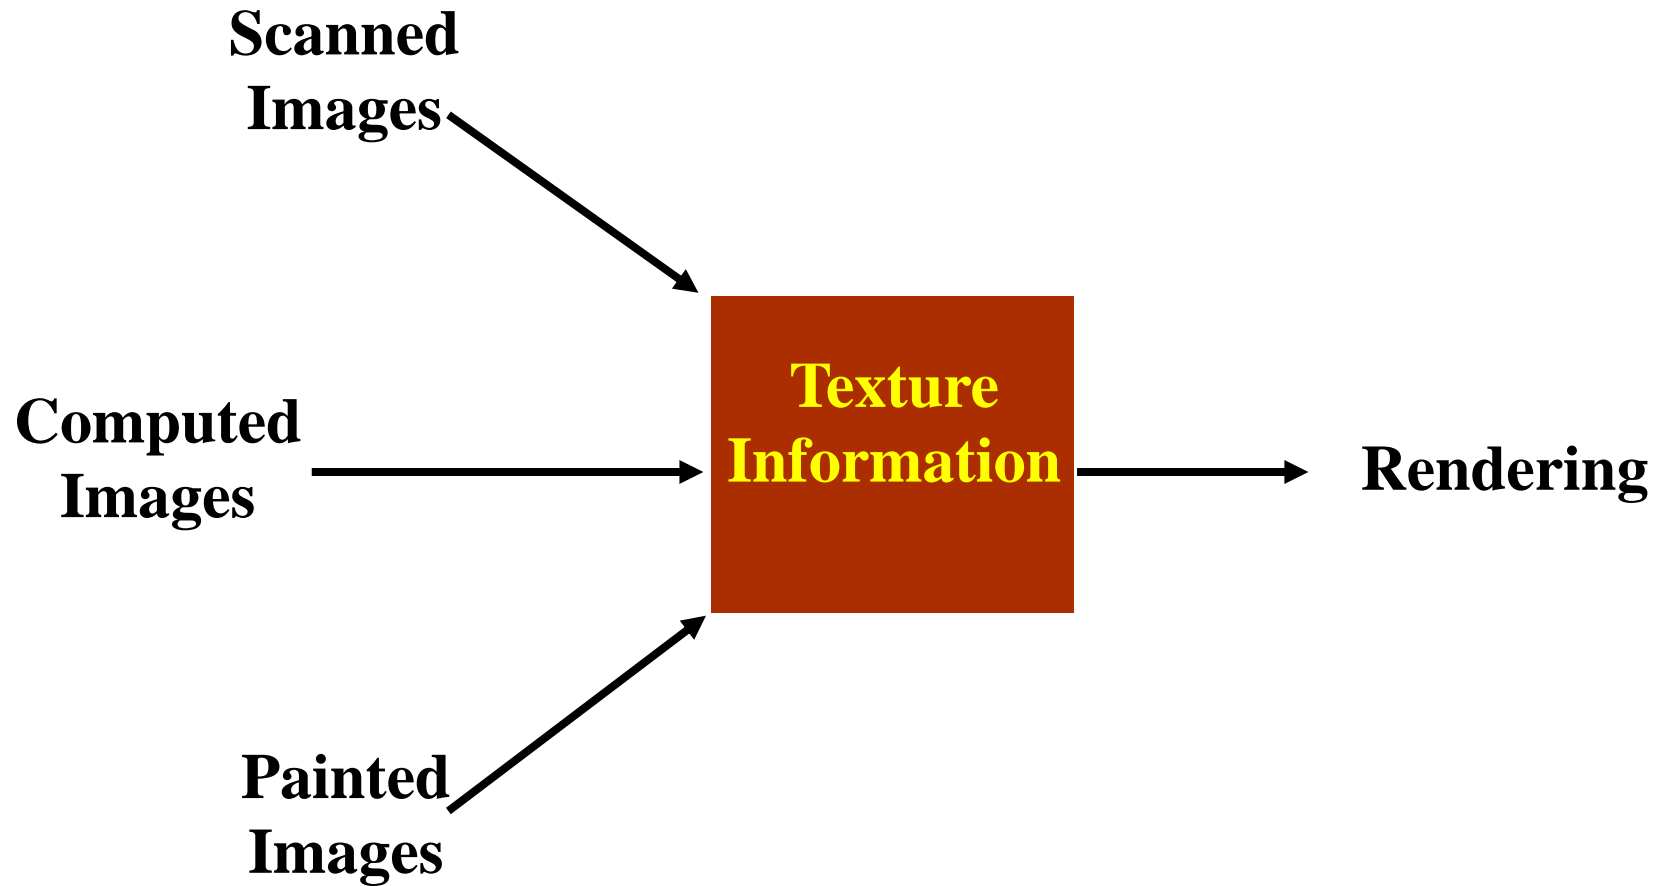 Scanned
Images
Computed
Images
Texture
Information
Rendering
Painted
Images